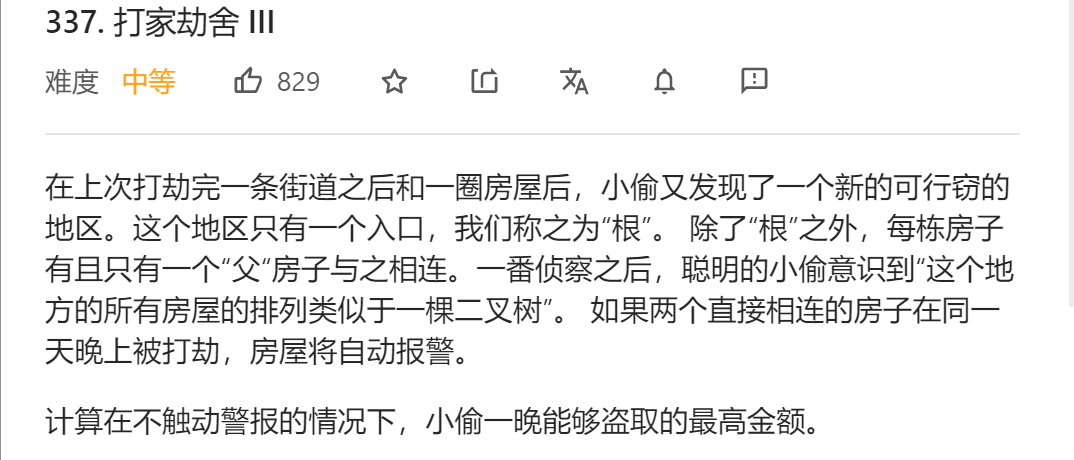 337. 打家劫舍 III
难度 中等 829
在上次打劫完一条街道之后和一圈房屋后，小偷又发现了一个新的可行窃的
地区。这个地区只有一个入口，我们称之为“根”。 除了“根”之外，每栋房子
有且只有一个“父“房子与之相连。一番侦察之后，聪明的小偷意识到“这个地
方的所有房屋的排列类似于一棵二叉树”。 如果两个直接相连的房子在同一
天晚上被打劫，房屋将自动报警。
计算在不触动警报的情况下，小偷一晚能够盗取的最高金额。